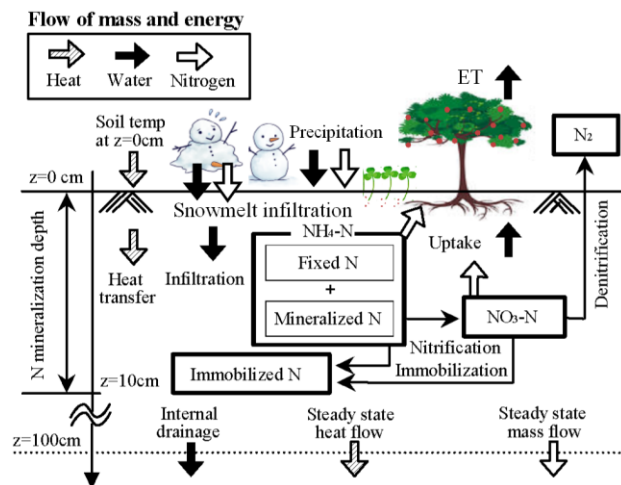 Flow of mass and energy
Heat Water Nitrogen
ET
Soil temp
at z=0cm
Precipitation
N₂
z=0 cm
Snowmelt infiltration
NH₄-N
Fixed N
+
Mineralized N
Uptake
Denitrification
Heat
transfer
Infiltration
N mineralization depth
NO₃-N
Nitrification
Immobilization
Immobilized N
z=10cm
Internal
drainage
Steady state
heat flow
Steady state
mass flow
z=100cm